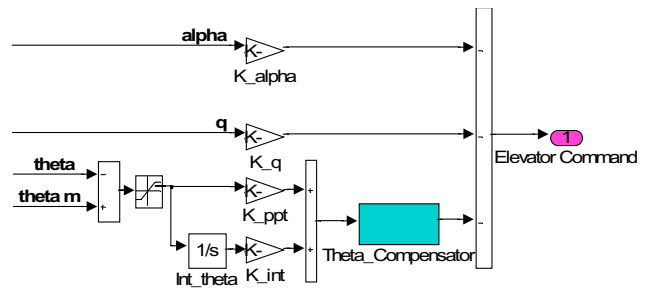 alpha
K-
K_alpha
-
q
K-
K_q
-
1
Elevator Command
theta
-
theta m
+
K-
K_ppt
+
1/s
Int_theta
K-
K_int
+
Theta_Compensator
-